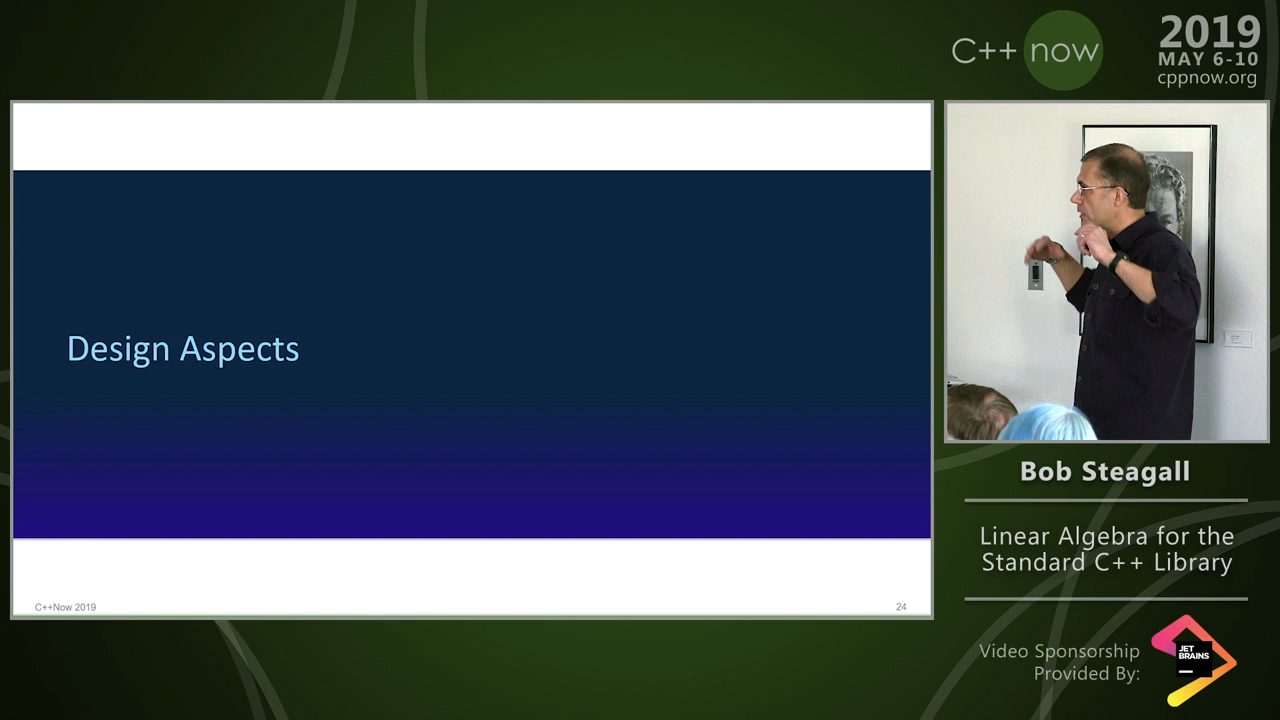 C++ now
2019
MAY 6-10
cppnow.org
Design Aspects
C++Now 2019
24
Bob Steagall
Linear Algebra for the
Standard C++ Library
Video Sponsorship
Provided By:
JET
BRAINS